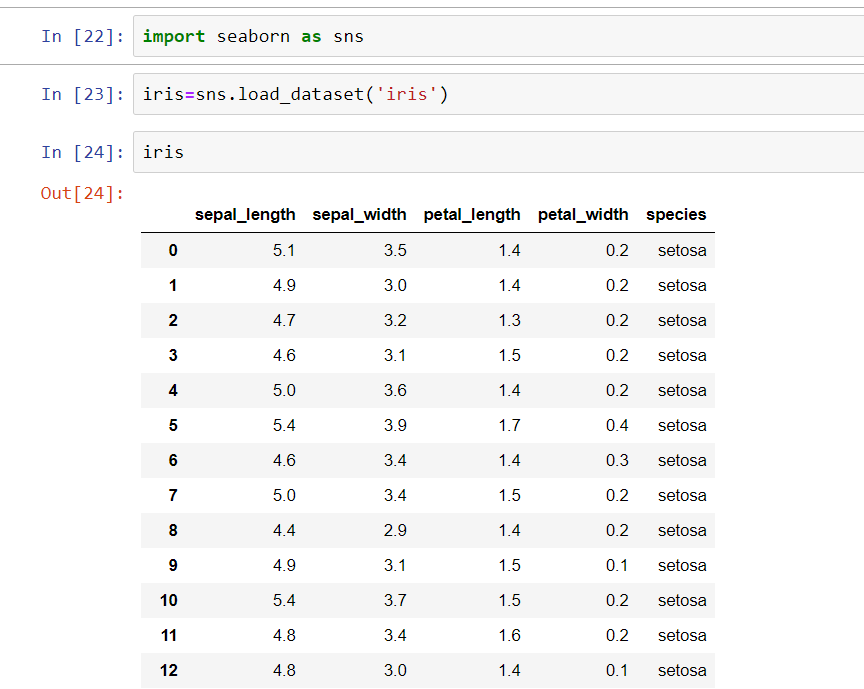 In [22]: import seaborn as sns
In [23]: iris=sns.load_dataset('iris')
In [24]: iris
Out[24]:
sepal_length sepal_width petal_length petal_width species
0 5.1 3.5 1.4 0.2 setosa
1 4.9 3.0 1.4 0.2 setosa
2 4.7 3.2 1.3 0.2 setosa
3 4.6 3.1 1.5 0.2 setosa
4 5.0 3.6 1.4 0.2 setosa
5 5.4 3.9 1.7 0.4 setosa
6 4.6 3.4 1.4 0.3 setosa
7 5.0 3.4 1.5 0.2 setosa
8 4.4 2.9 1.4 0.2 setosa
9 4.9 3.1 1.5 0.1 setosa
10 5.4 3.7 1.5 0.2 setosa
11 4.8 3.4 1.6 0.2 setosa
12 4.8 3.0 1.4 0.1 setosa